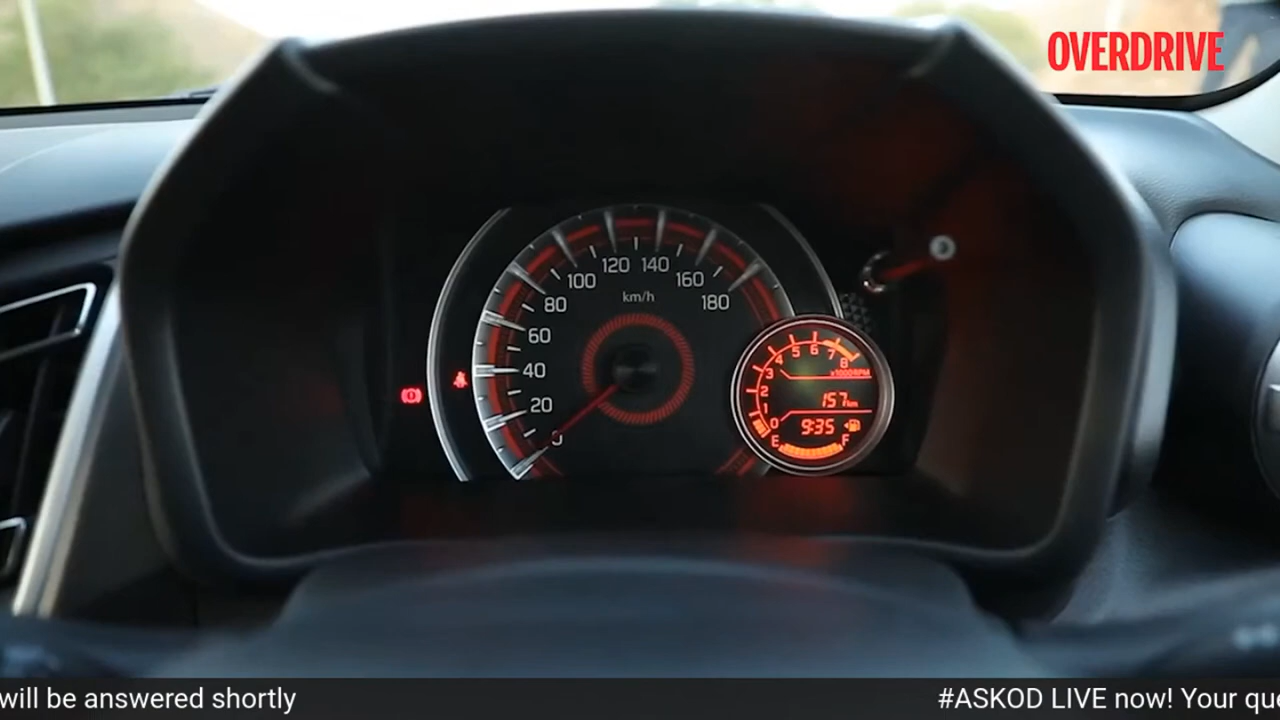 OVERDRIVE
120 140
100 160
80 180
km/h
60
40
20
0
5 6 7
4 8
3 x1000RPM
2 157km
1
0 9:35
E F
will be answered shortly #ASKOD LIVE now! Your que